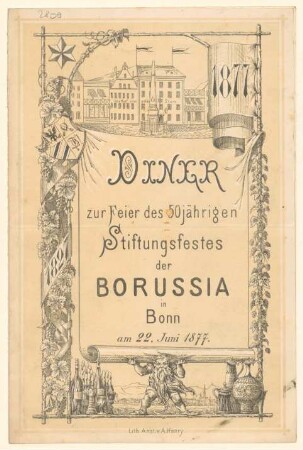 1877
DINER
zur Feier des 50jährigen
Stiftungsfestes
der
BORUSSIA
in
Bonn
am 22. Juni 1877.
Lith. Anst. v. A. Henry